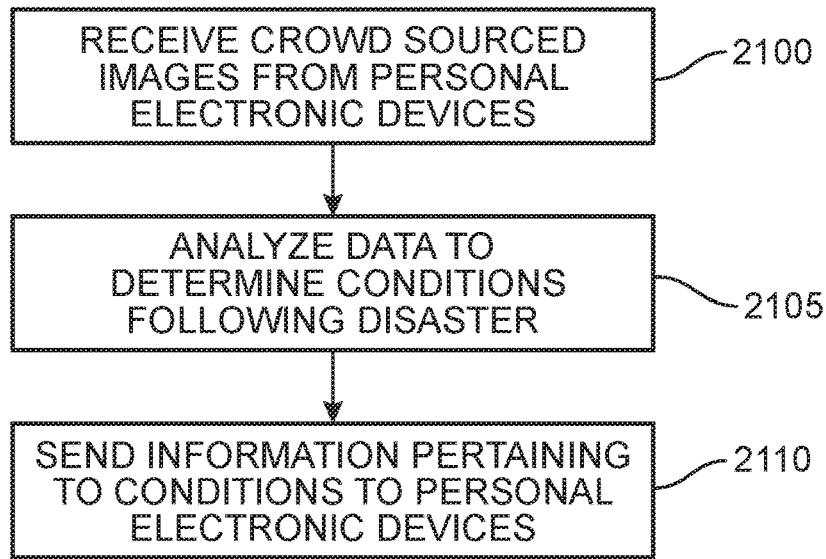 RECEIVE CROWD SOURCED
IMAGES FROM PERSONAL
ELECTRONIC DEVICES
2100
ANALYZE DATA TO
DETERMINE CONDITIONS
FOLLOWING DISASTER
2105
SEND INFORMATION PERTAINING
TO CONDITIONS TO PERSONAL
ELECTRONIC DEVICES
2110